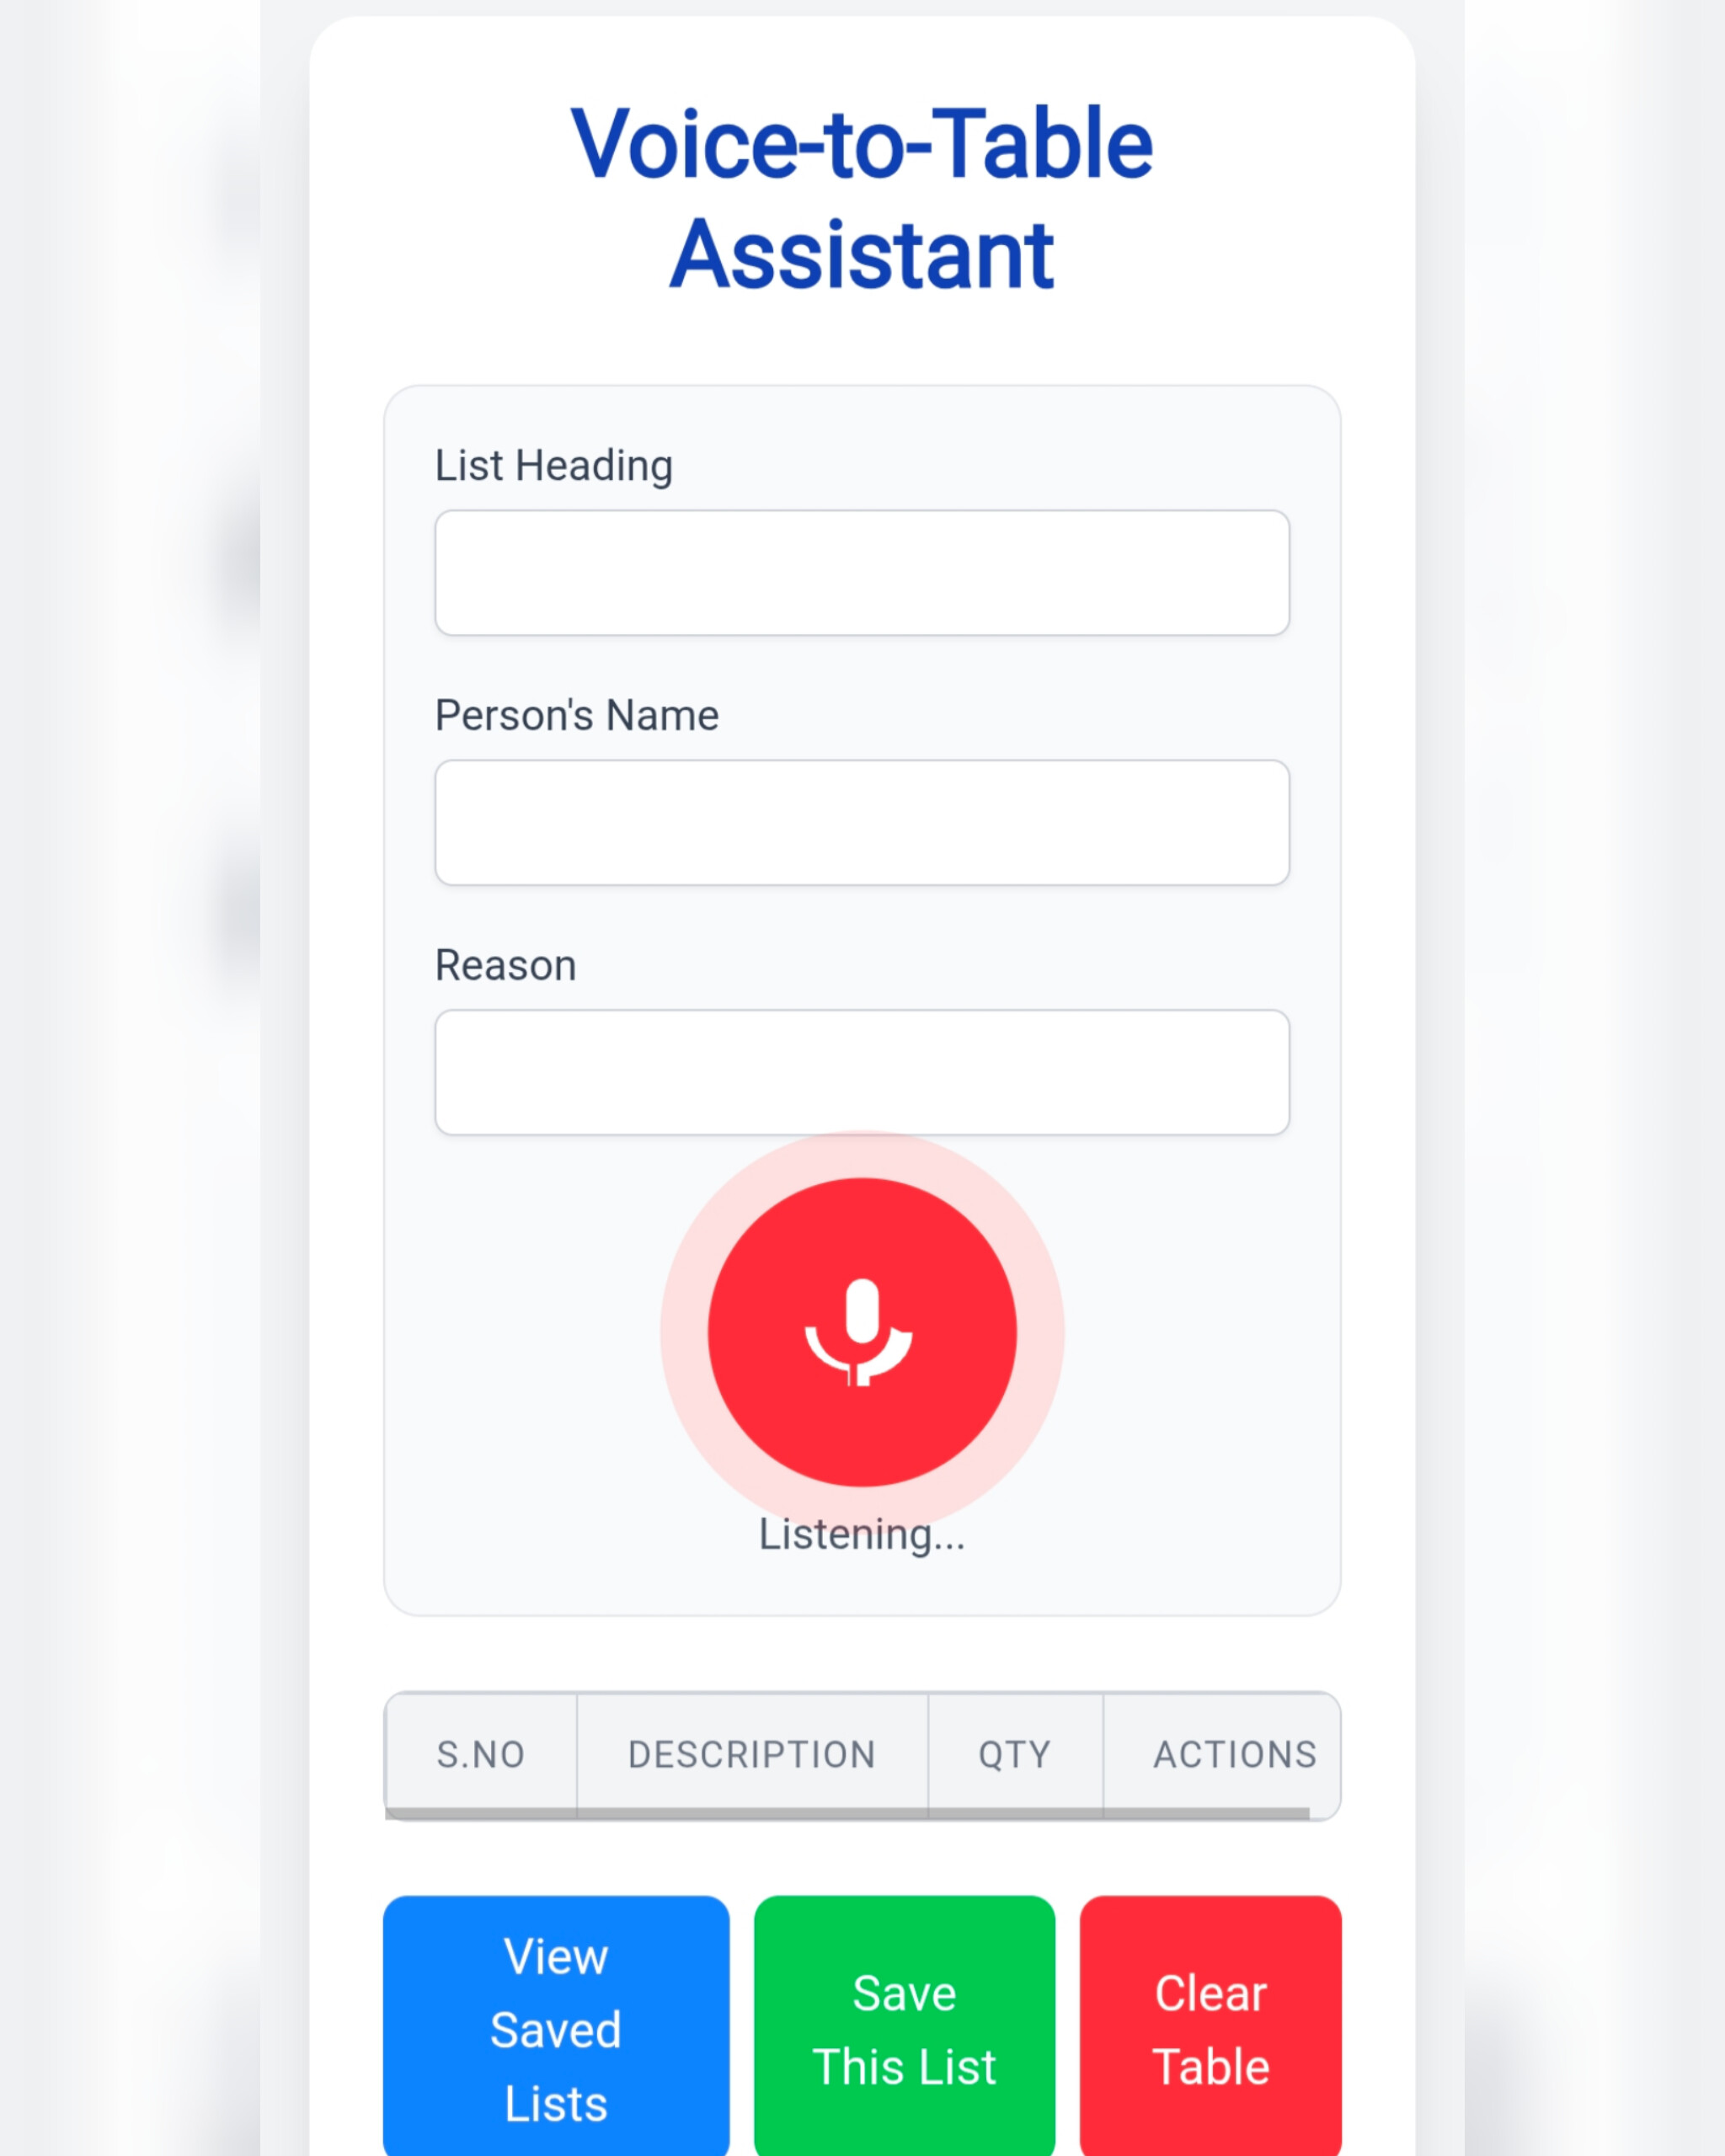 Voice-to-Table
Assistant
List Heading
Person's Name
Reason
Listening...
S.NO DESCRIPTION QTY ACTIONS
View
Saved
Lists
Save
This List
Clear
Table